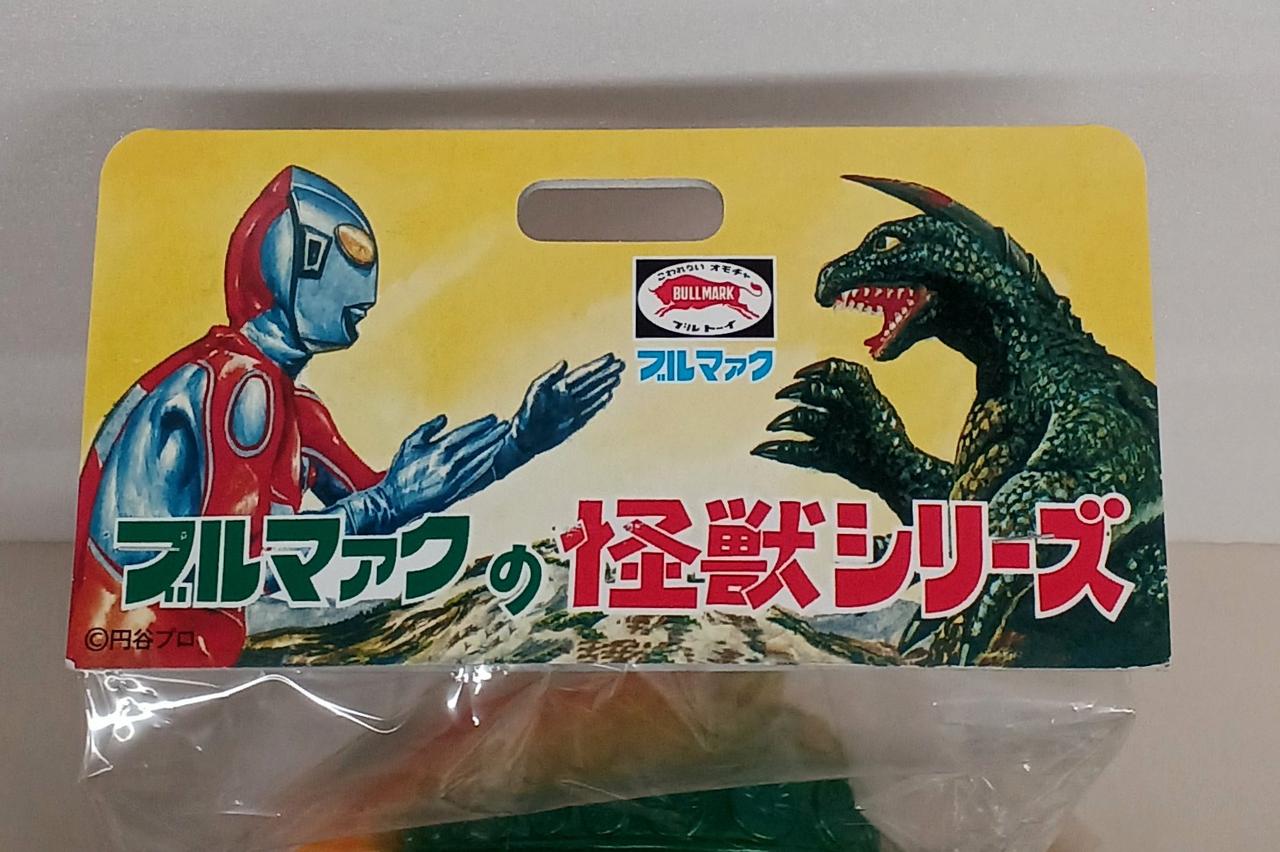 こわれない オモチャ
BULLMARK
ブルトーイ
ブルマァク
ブルマァクの怪獣シリーズ
©円谷プロ